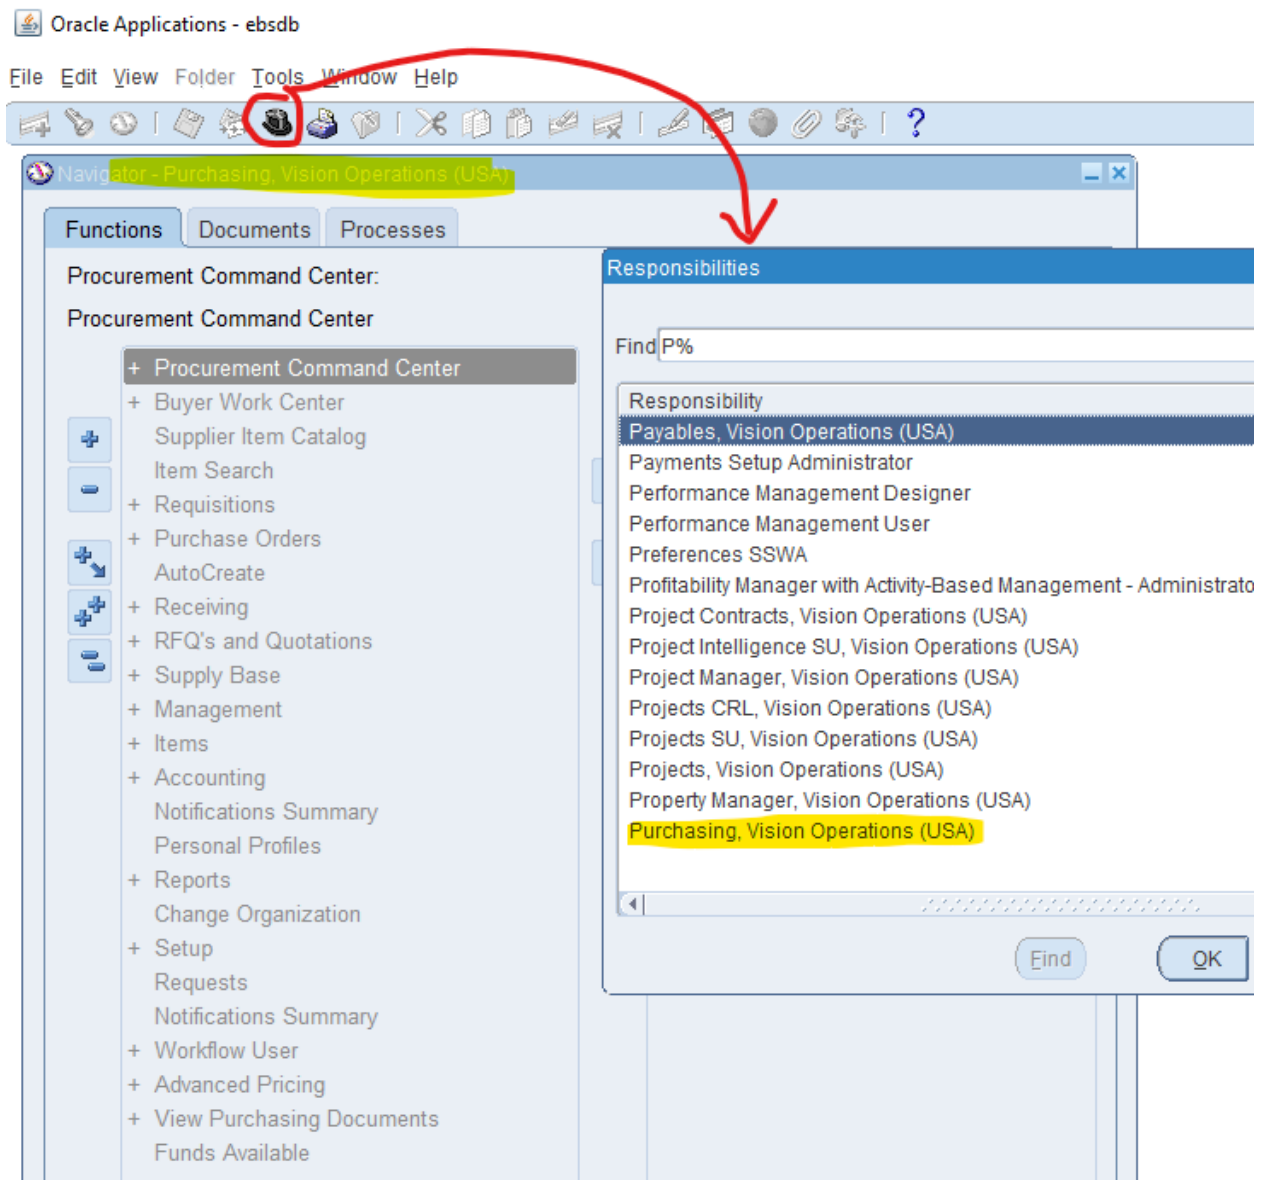 Oracle Applications - ebsdb
File Edit View Folder Tools Window Help
?
Navigator - Purchasing, Vision Operations (USA)
Functions Documents Processes
Procurement Command Center:
Procurement Command Center
+ Procurement Command Center
+ Buyer Work Center
Supplier Item Catalog
Item Search
+ Requisitions
+ Purchase Orders
AutoCreate
+ Receiving
+ RFQ's and Quotations
+ Supply Base
+ Management
+ Items
+ Accounting
Notifications Summary
Personal Profiles
+ Reports
Change Organization
+ Setup
Requests
Notifications Summary
+ Workflow User
+ Advanced Pricing
+ View Purchasing Documents
Funds Available
Responsibilities
Find P%
Responsibility
Payables, Vision Operations (USA)
Payments Setup Administrator
Performance Management Designer
Performance Management User
Preferences SSWA
Profitability Manager with Activity-Based Management - Administrato
Project Contracts, Vision Operations (USA)
Project Intelligence SU, Vision Operations (USA)
Project Manager, Vision Operations (USA)
Projects CRL, Vision Operations (USA)
Projects SU, Vision Operations (USA)
Projects, Vision Operations (USA)
Property Manager, Vision Operations (USA)
Purchasing, Vision Operations (USA)
Find OK